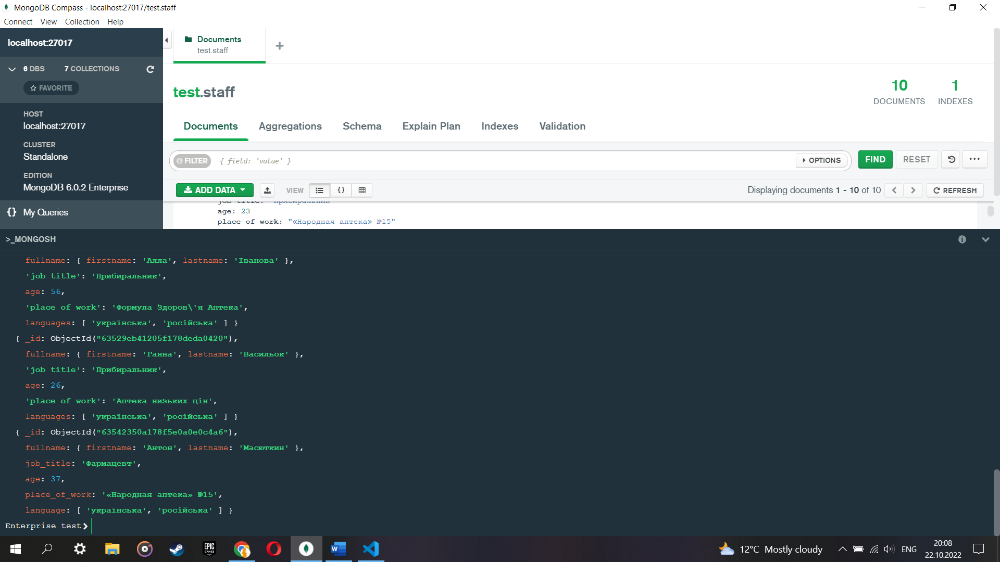 MongoDB Compass - localhost:27017/test.staff
Connect View Collection Help
localhost:27017
6 DBS 7 COLLECTIONS
FAVORITE
HOST
localhost:27017
CLUSTER
Standalone
EDITION
MongoDB 6.0.2 Enterprise
{} My Queries
Documents
test.staff
+
test.staff
10
DOCUMENTS
1
INDEXES
Documents Aggregations Schema Explain Plan Indexes Validation
FILTER { field: 'value' } OPTIONS FIND RESET ...
ADD DATA VIEW {} Displaying documents 1 - 10 of 10 < > REFRESH
job title: "Прибиральник"
age: 23
place of work: "«Народная аптека» №15"
>_MONGOSH
fullname: { firstname: 'Алла', lastname: 'Іванова' },
'job title': 'Прибиральник',
age: 56,
'place of work': 'Формула Здоров\'я Аптека',
languages: [ 'українська', 'російська' ] }
{ _id: ObjectId("63529eb41205f178deda0420"),
fullname: { firstname: 'Ганна', lastname: 'Васильок' },
'job title': 'Прибиральник',
age: 26,
'place of work': 'Аптека низьких цін',
languages: [ 'українська', 'російська' ] }
{ _id: ObjectId("63542350a178f5e0a0e0c4a6"),
fullname: { firstname: 'Антон', lastname: 'Масюткин' },
job_title: 'Фармацевт',
age: 37,
place_of_work: '«Народная аптека» №15',
language: [ 'українська', 'російська' ] }
Enterprise test>
EPIC GAMES
W
12°C Mostly cloudy
ENG
20:08
22.10.2022